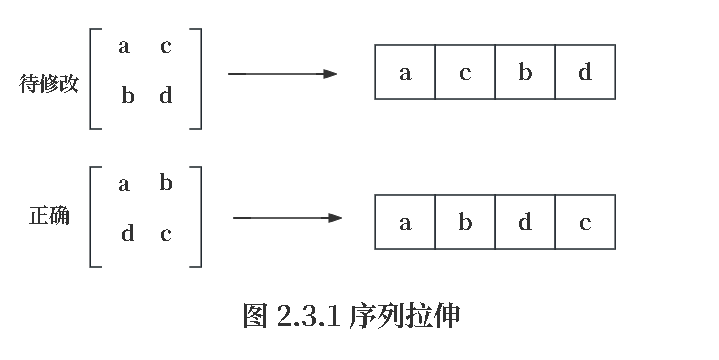 a c
待修改
b d
a c b d
a b
正确
d c
a b d c
图 2.3.1 序列拉伸